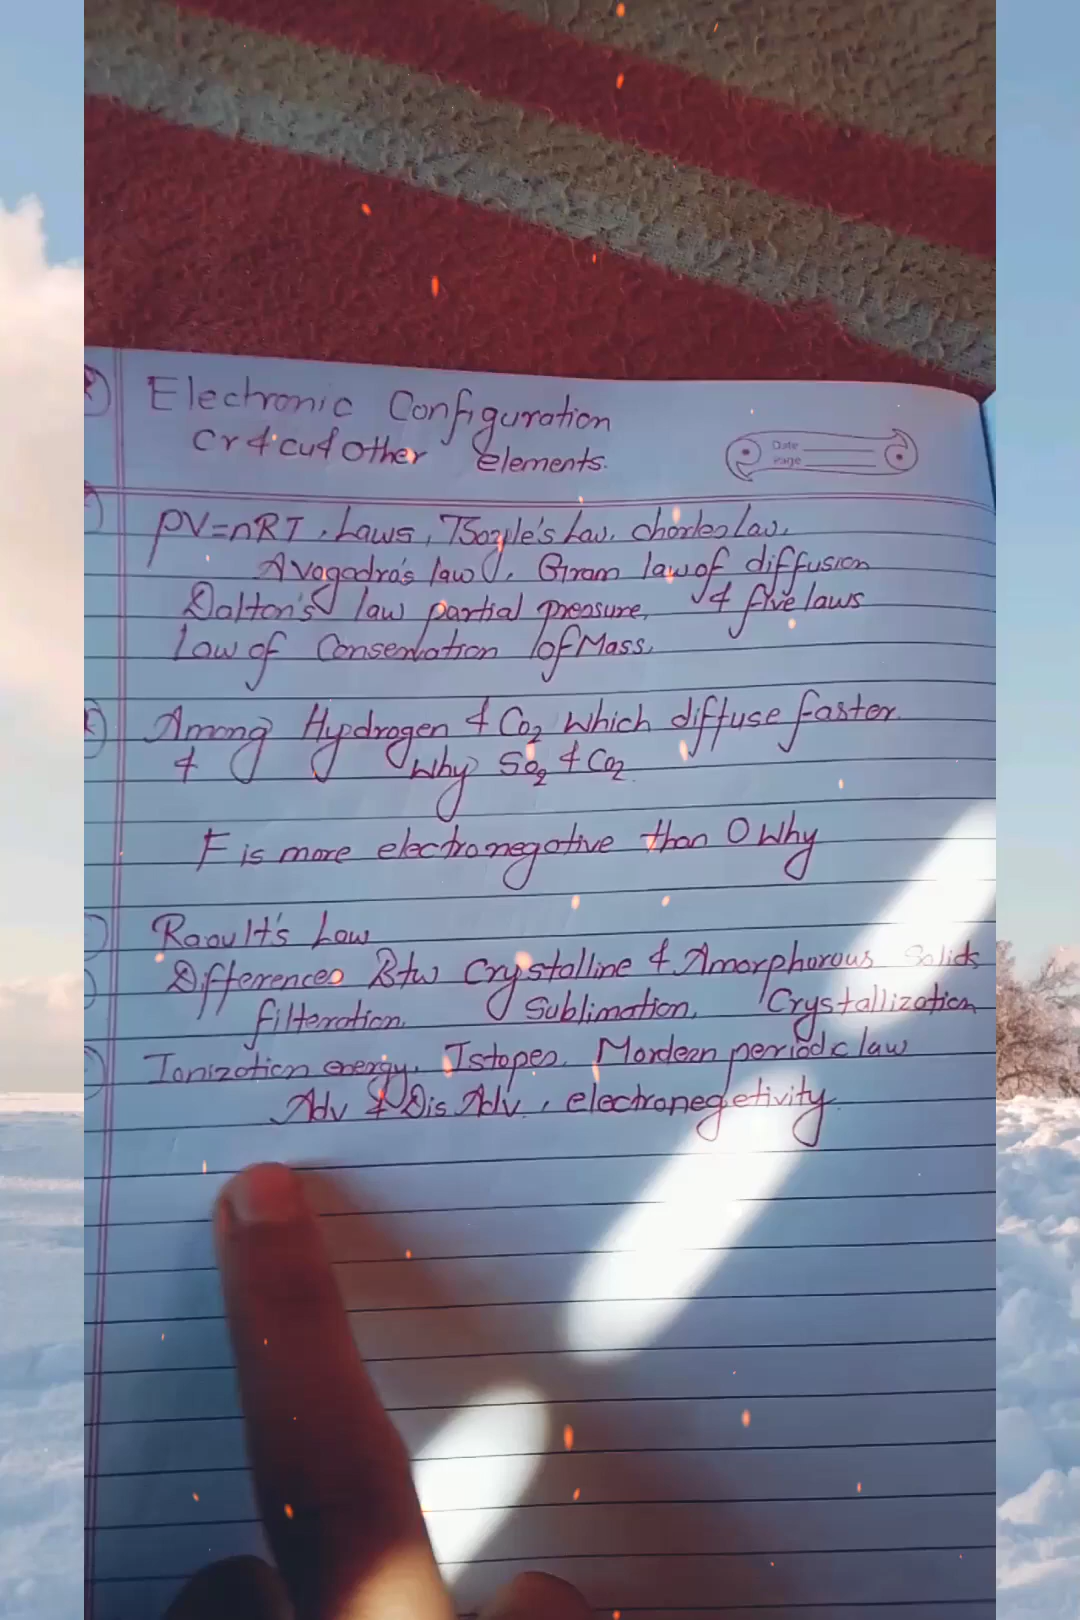 Electronic Configuration
Cr & cu & Other elements.
Date
Page
PV=nRT. Laws, Boyle's Law. Charles law.
Avogadro's law. Gram law of diffusion
Dalton's law partial pressure, & five laws
Law of Conservation of Mass.
Among Hydrogen & Co2 which diffuse faster
& Why So2 & Co2
F is more electronegative than O Why
Raoult's Law
Differences Btw Crystalline & Amorphorous Solids
filteration. Sublimation, Crystallization
Ionization energy, Istopes. Mordern periodic law
Adv & Dis Adv, electronegetivity